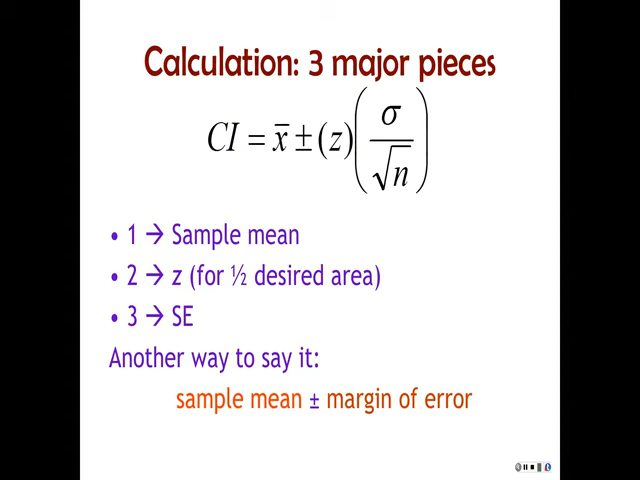 Calculation: 3 major pieces
CI = x̄ ± (z) (σ / √n)
• 1 → Sample mean
• 2 → z (for ½ desired area)
• 3 → SE
Another way to say it:
sample mean ± margin of error